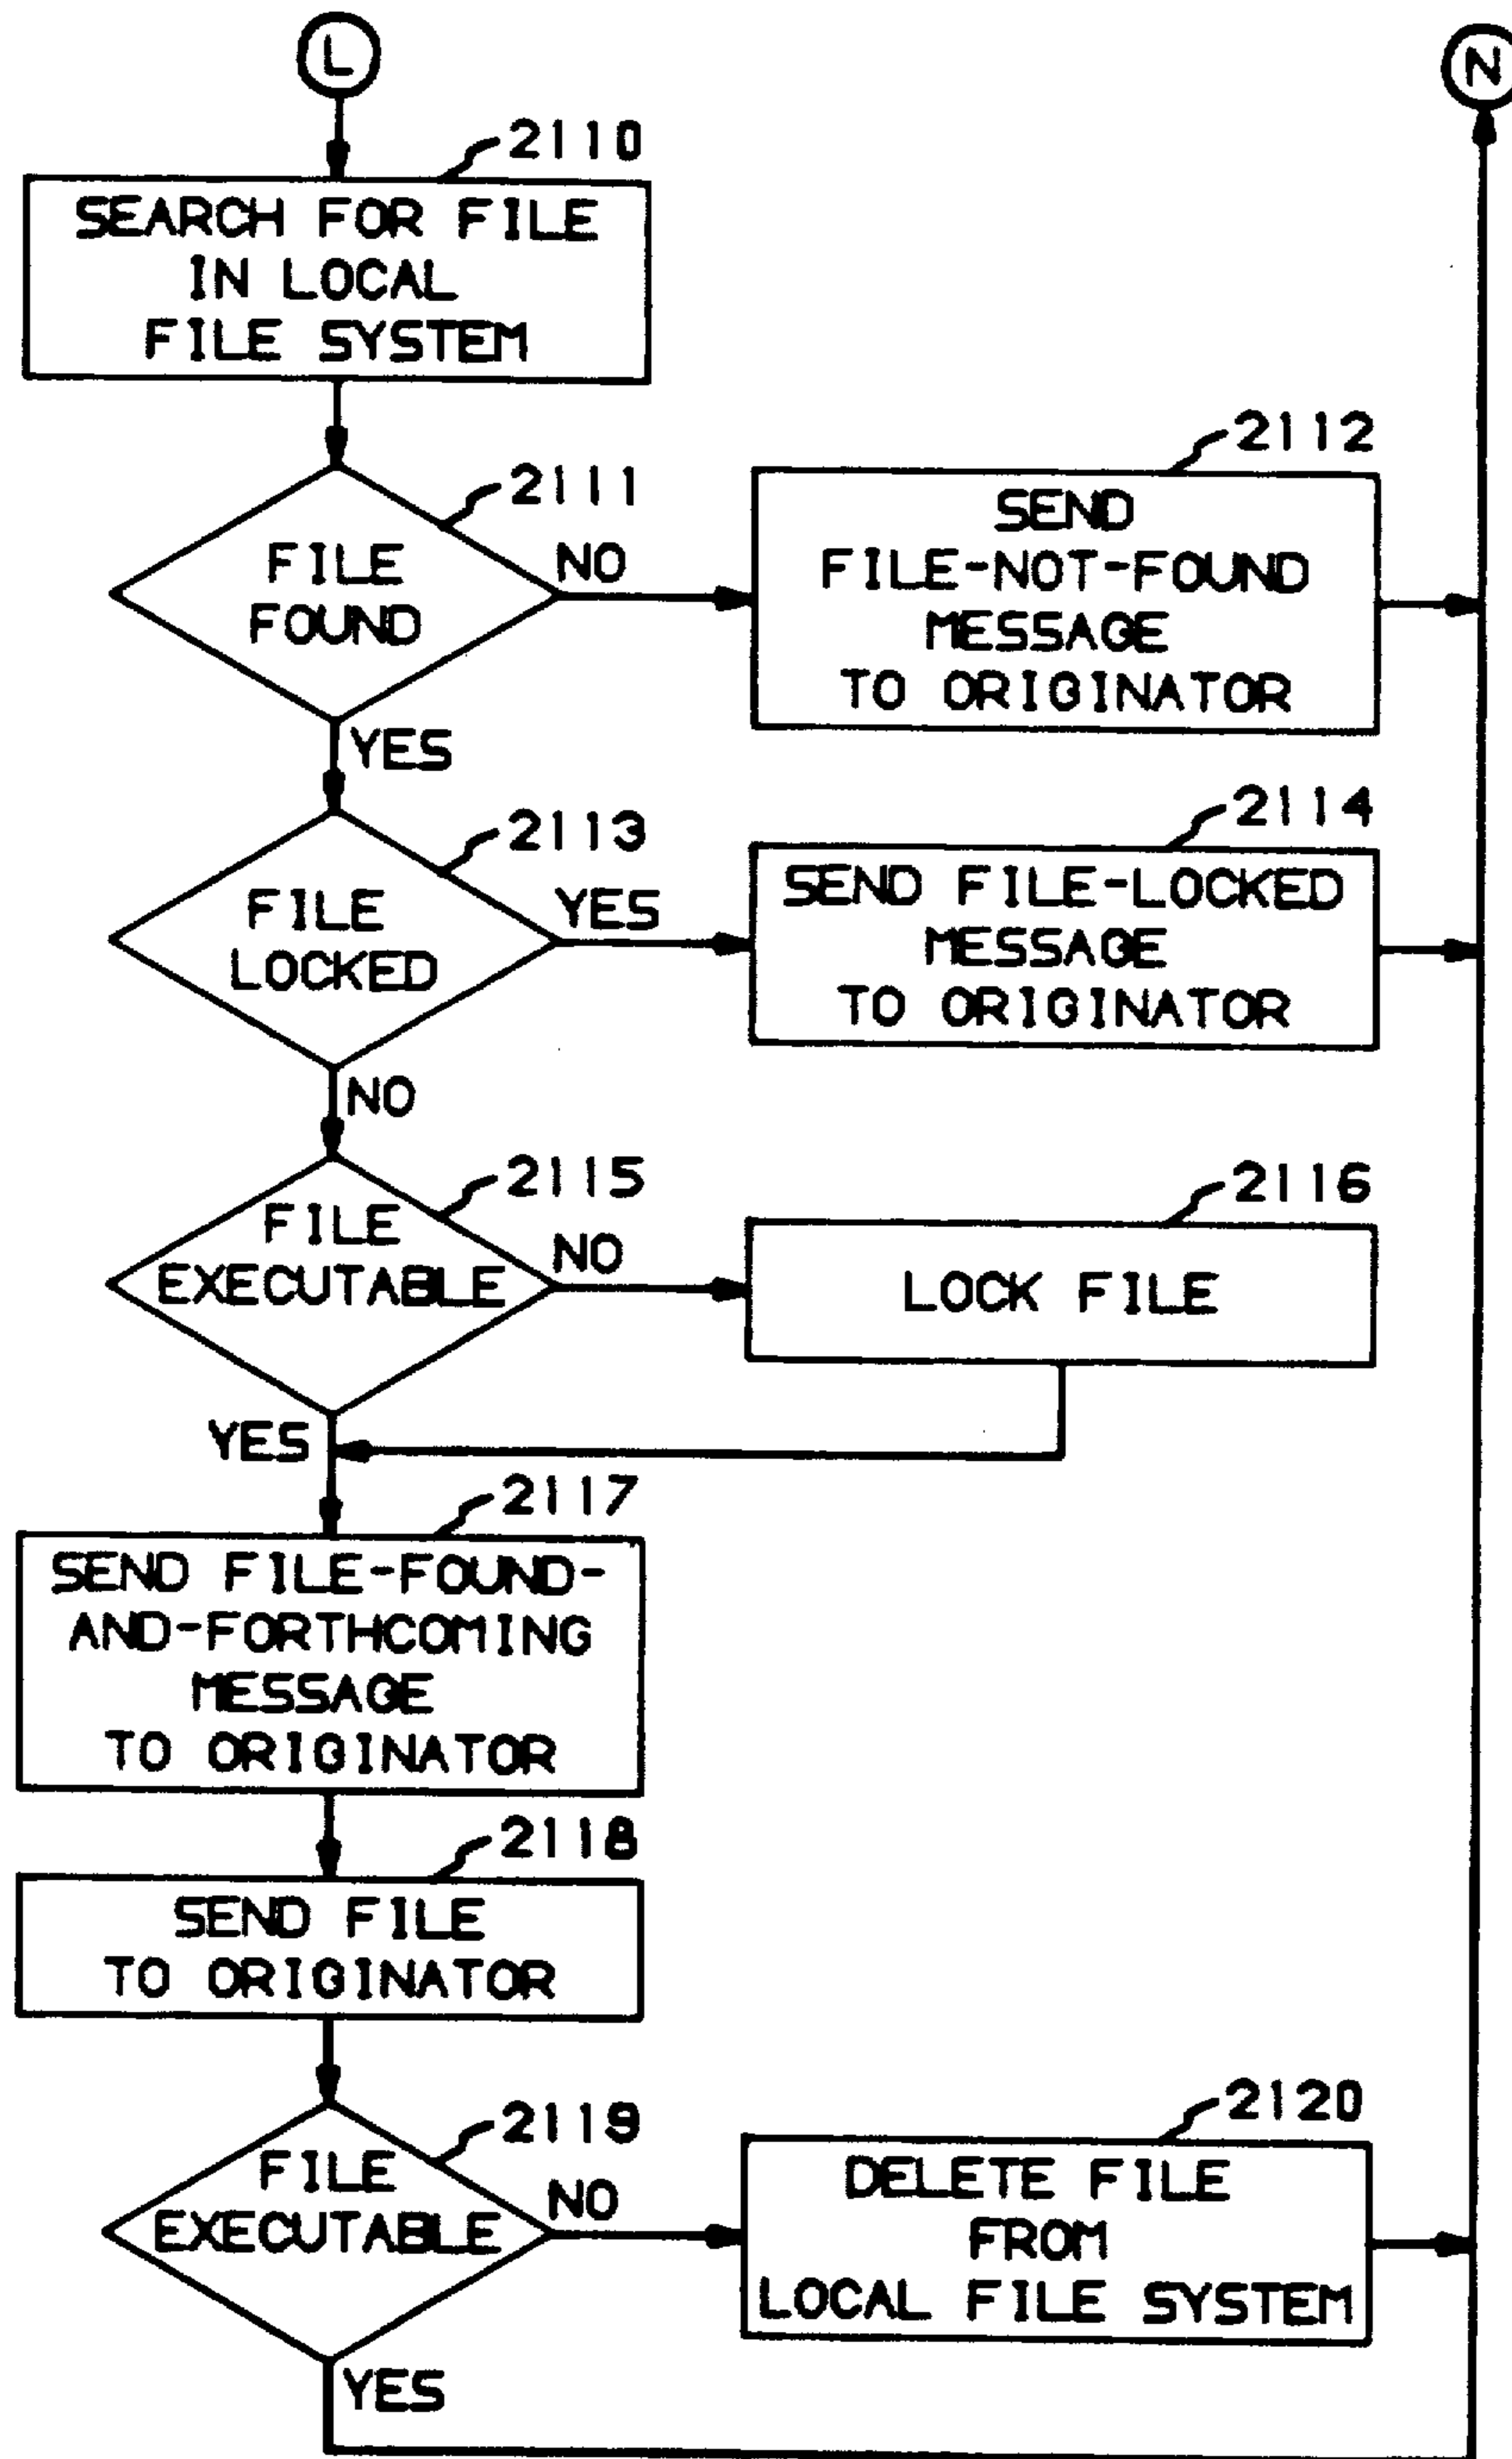 L
N
2110
SEARCH FOR FILE
IN LOCAL
FILE SYSTEM
2111
FILE
FOUND
NO
YES
2112
SEND
FILE-NOT-FOUND
MESSAGE
TO ORIGINATOR
2113
FILE
LOCKED
YES
NO
2114
SEND FILE-LOCKED
MESSAGE
TO ORIGINATOR
2115
FILE
EXECUTABLE
NO
YES
2116
LOCK FILE
2117
SEND FILE-FOUND-
AND-FORTHCOMING
MESSAGE
TO ORIGINATOR
2118
SEND FILE
TO ORIGINATOR
2119
FILE
EXECUTABLE
NO
YES
2120
DELETE FILE
FROM
LOCAL FILE SYSTEM